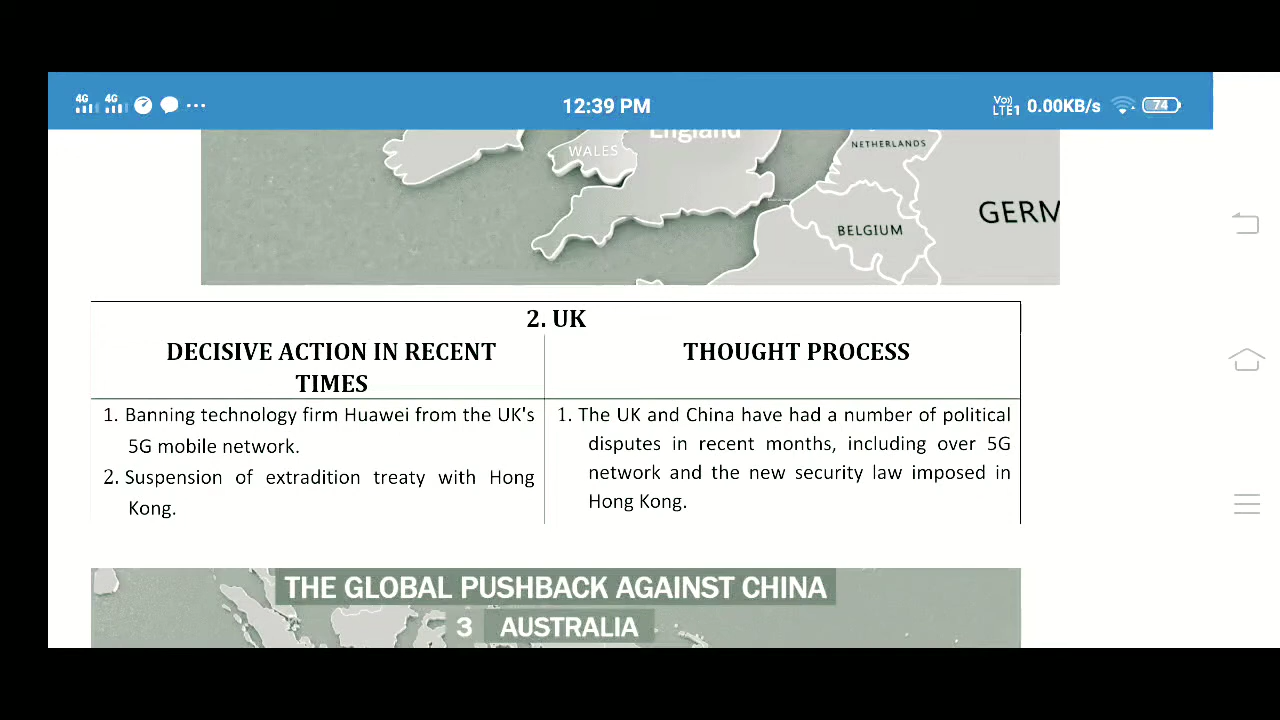 4G 4G 12:39 PM Vo) LTE1 0.00KB/s 74
England
WALES
NETHERLANDS
BELGIUM
GERM
2. UK
DECISIVE ACTION IN RECENT
TIMES
THOUGHT PROCESS
1. Banning technology firm Huawei from the UK's
5G mobile network.
2. Suspension of extradition treaty with Hong
Kong.
1. The UK and China have had a number of political
disputes in recent months, including over 5G
network and the new security law imposed in
Hong Kong.
THE GLOBAL PUSHBACK AGAINST CHINA
3 AUSTRALIA